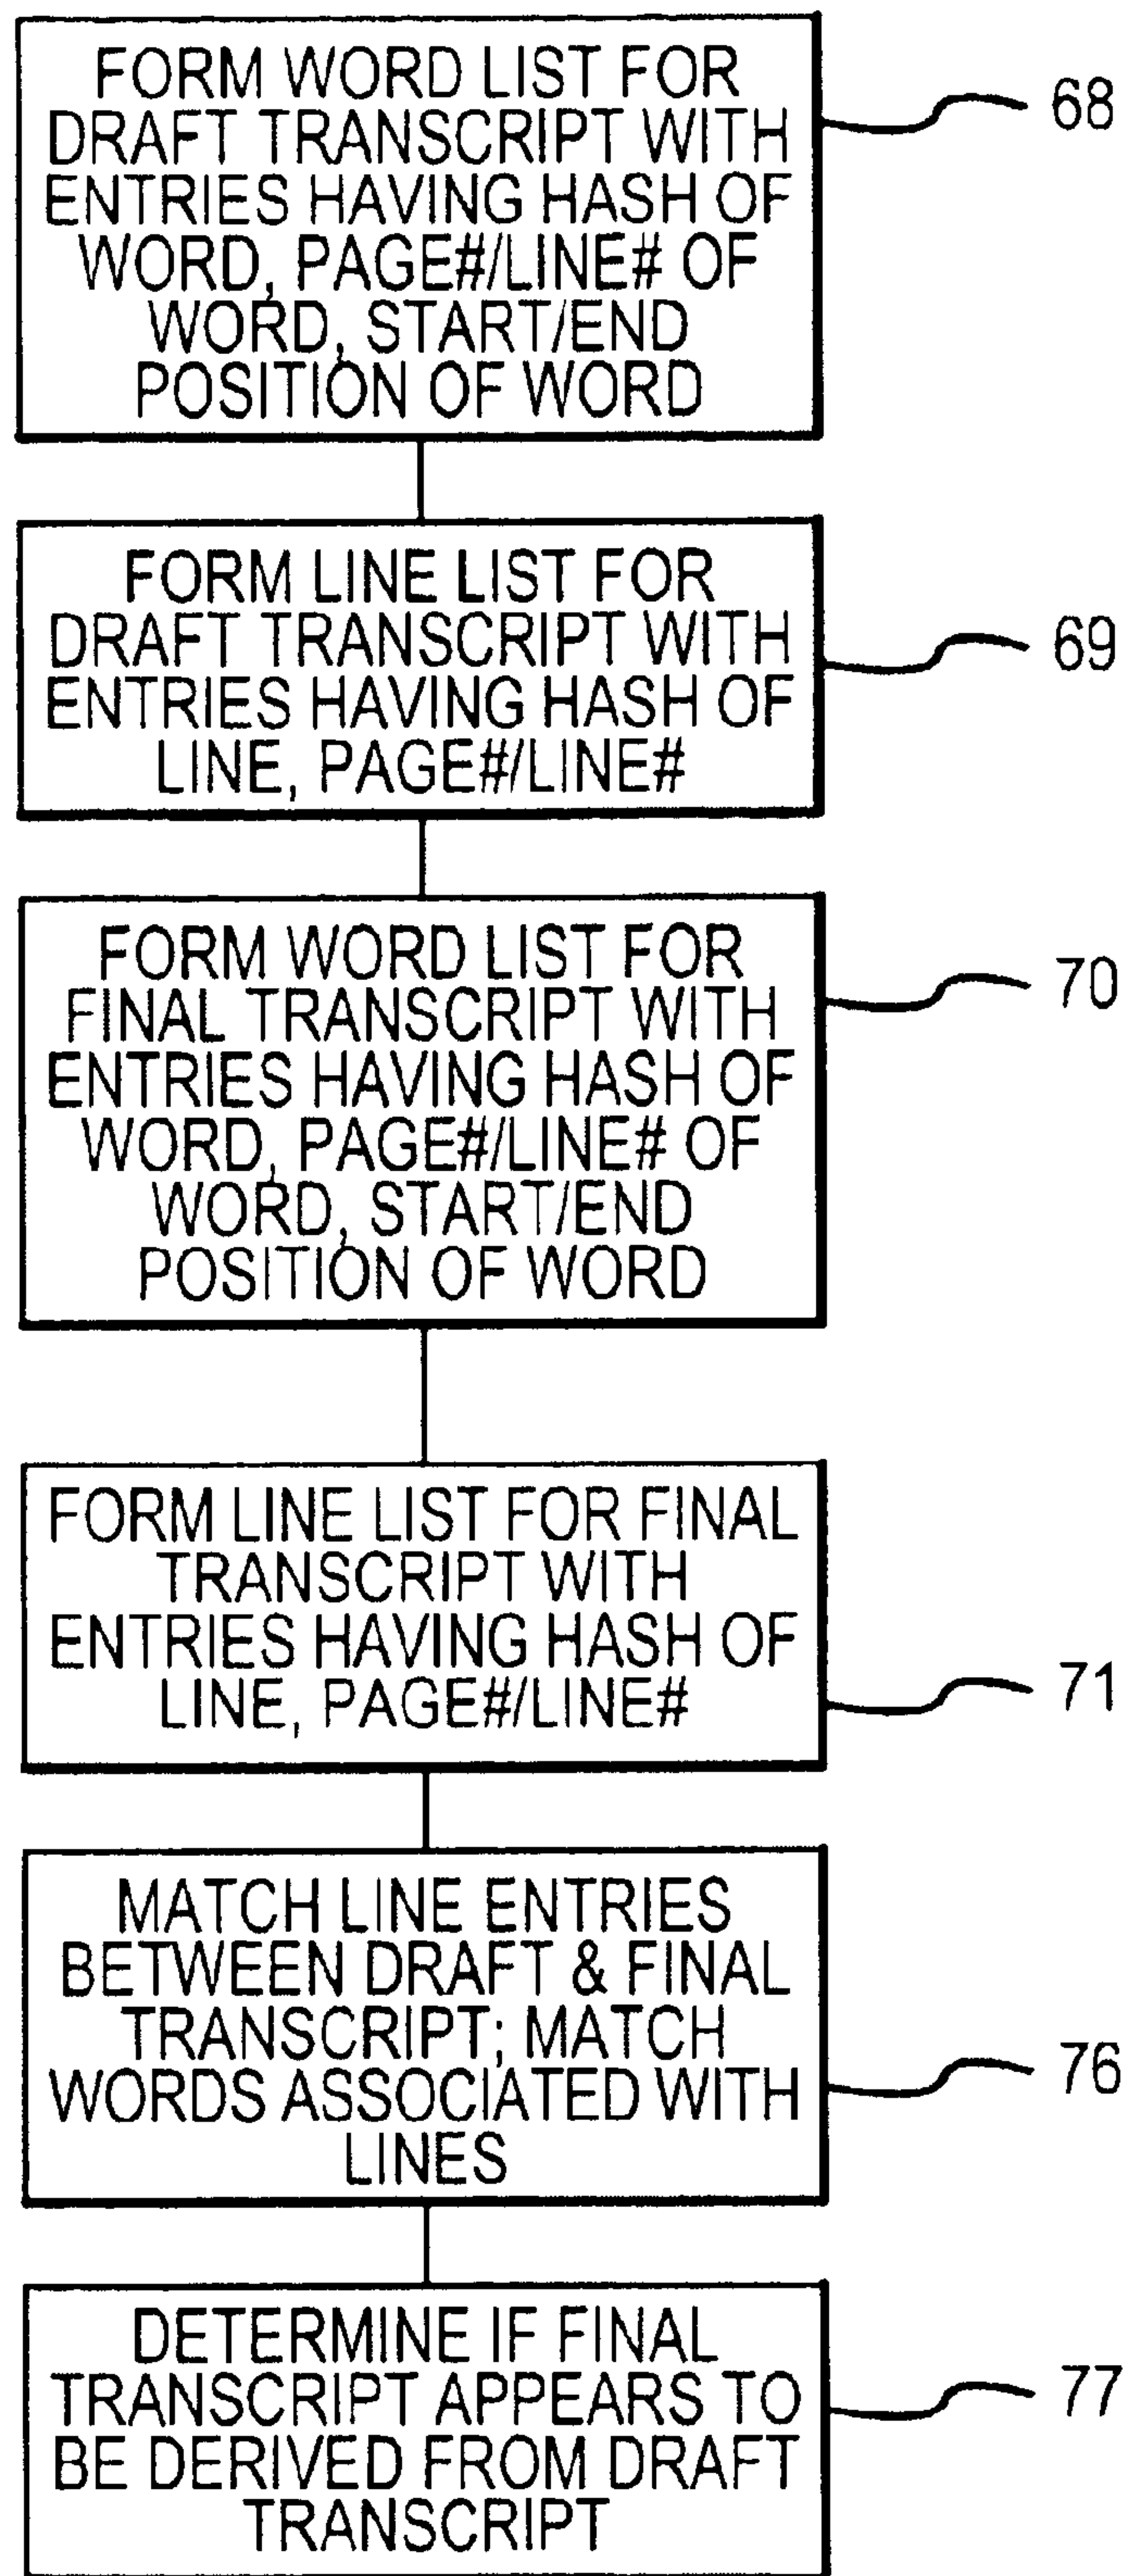 FORM WORD LIST FOR
DRAFT TRANSCRIPT WITH
ENTRIES HAVING HASH OF
WORD, PAGE#/LINE# OF
WORD, START/END
POSITION OF WORD
68
FORM LINE LIST FOR
DRAFT TRANSCRIPT WITH
ENTRIES HAVING HASH OF
LINE, PAGE#/LINE#
69
FORM WORD LIST FOR
FINAL TRANSCRIPT WITH
ENTRIES HAVING HASH OF
WORD, PAGE#/LINE# OF
WORD, START/END
POSITION OF WORD
70
FORM LINE LIST FOR FINAL
TRANSCRIPT WITH
ENTRIES HAVING HASH OF
LINE, PAGE#/LINE#
71
MATCH LINE ENTRIES
BETWEEN DRAFT & FINAL
TRANSCRIPT; MATCH
WORDS ASSOCIATED WITH
LINES
76
DETERMINE IF FINAL
TRANSCRIPT APPEARS TO
BE DERIVED FROM DRAFT
TRANSCRIPT
77